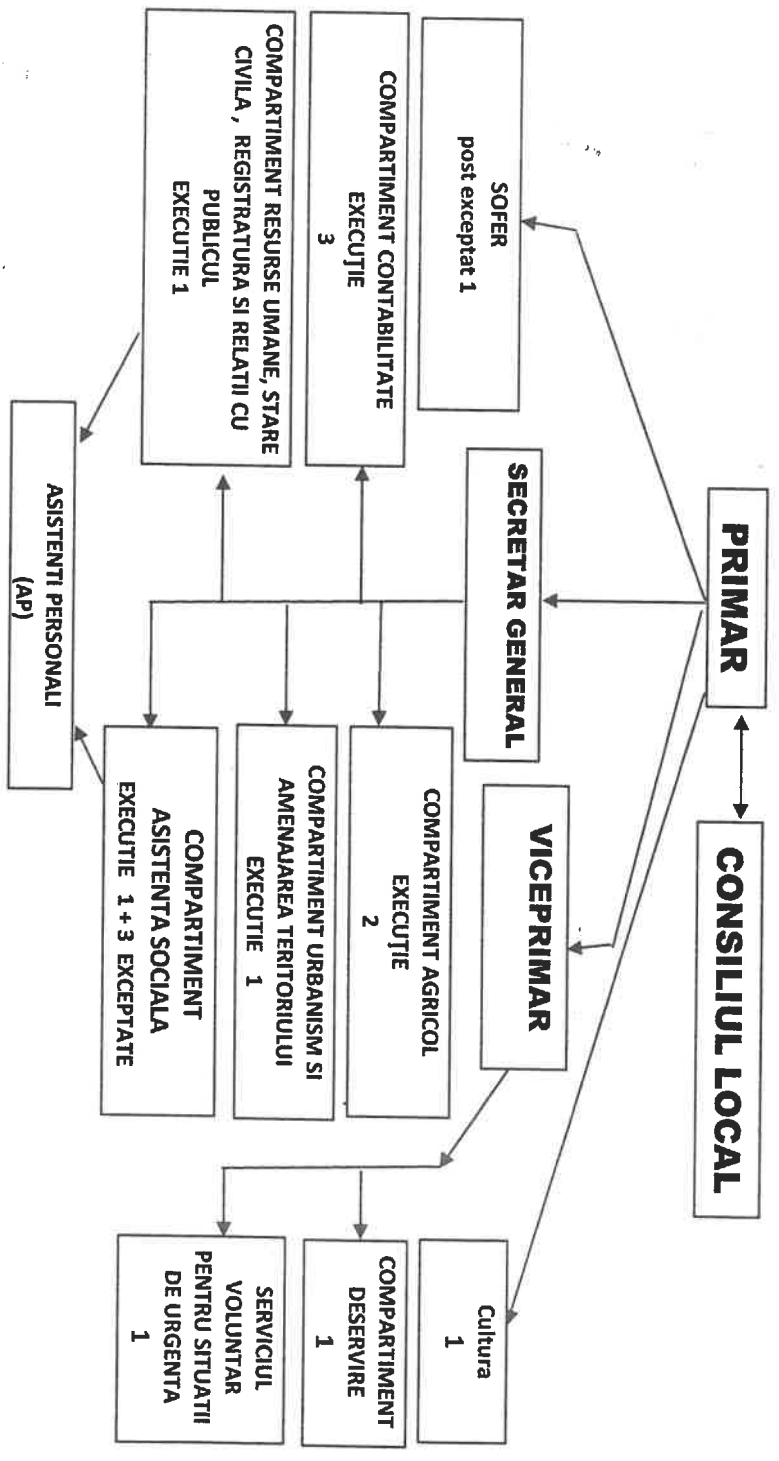 PRIMAR
CONSILIUL LOCAL
SOFER
post exceptat 1
SECRETAR GENERAL
VICEPRIMAR
Cultura
1
COMPARTIMENT CONTABILITATE
EXECUŢIE
3
COMPARTIMENT AGRICOL
EXECUŢIE
2
COMPARTIMENT
DESERVIRE
1
COMPARTIMENT RESURSE UMANE, STARE
CIVILA , REGISTRATURA SI RELATII CU
PUBLICUL
EXECUTIE 1
COMPARTIMENT URBANISM SI
AMENAJAREA TERITORIULUI
EXECUTIE 1
SERVICIUL
VOLUNTAR
PENTRU SITUATII
DE URGENTA
1
COMPARTIMENT
ASISTENTA SOCIALA
EXECUTIE 1 + 3 EXCEPTATE
ASISTENTI PERSONALI
(AP)